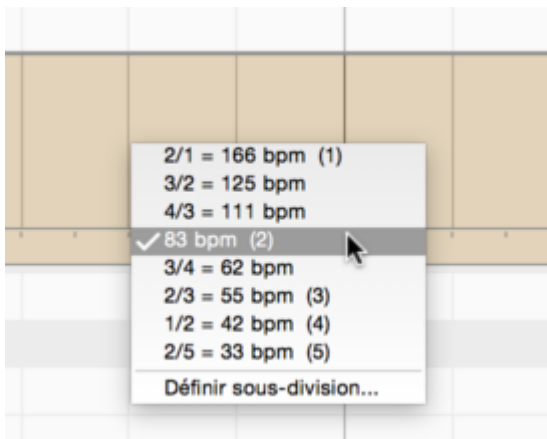 2/1 = 166 bpm (1)
3/2 = 125 bpm
4/3 = 111 bpm
✓ 83 bpm (2)
3/4 = 62 bpm
2/3 = 55 bpm (3)
1/2 = 42 bpm (4)
2/5 = 33 bpm (5)
Définir sous-division...